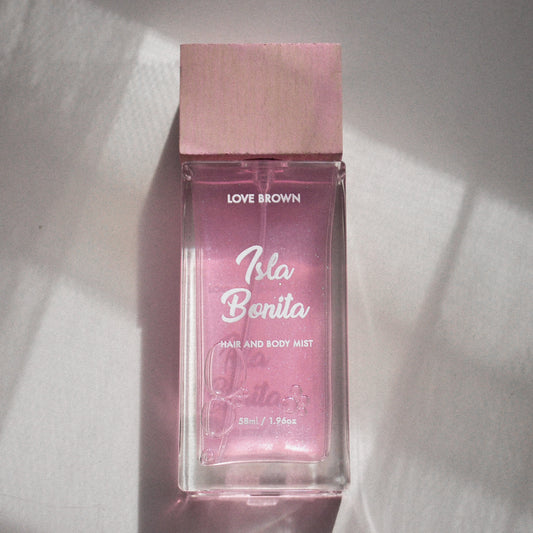 LOVE BROWN
Isla
Bonita
HAIR AND BODY MIST
58ml / 1.96oz